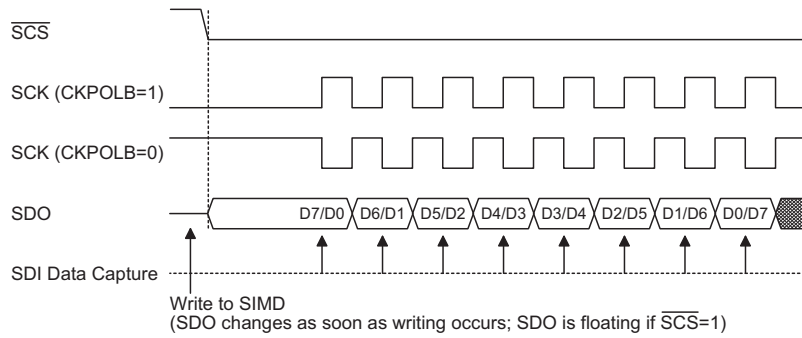 SCS
SCK (CKPOLB=1)
SCK (CKPOLB=0)
SDO
D7/D0 D6/D1 D5/D2 D4/D3 D3/D4 D2/D5 D1/D6 D0/D7
SDI Data Capture
Write to SIMD
(SDO changes as soon as writing occurs; SDO is floating if SCS=1)